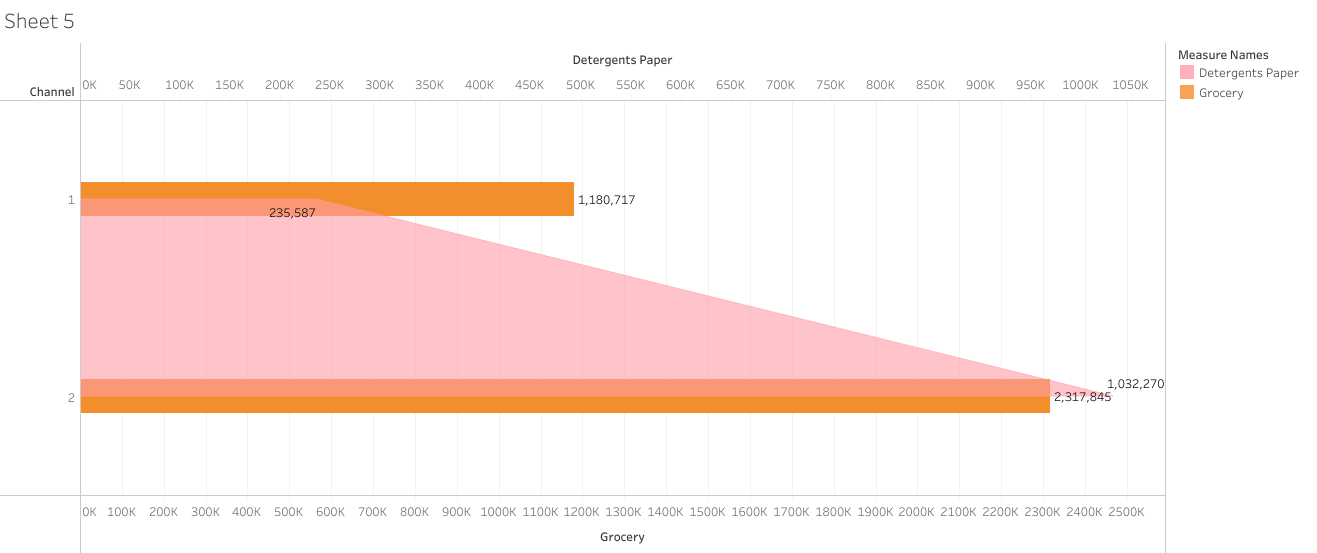 Sheet 5
Detergents Paper
0K 50K 100K 150K 200K 250K 300K 350K 400K 450K 500K 550K 600K 650K 700K 750K 800K 850K 900K 950K 1000K 1050K
Channel
Measure Names
Detergents Paper
Grocery
1
1,180,717
235,587
1,032,270
2
2,317,845
0K 100K 200K 300K 400K 500K 600K 700K 800K 900K 1000K 1100K 1200K 1300K 1400K 1500K 1600K 1700K 1800K 1900K 2000K 2100K 2200K 2300K 2400K 2500K
Grocery